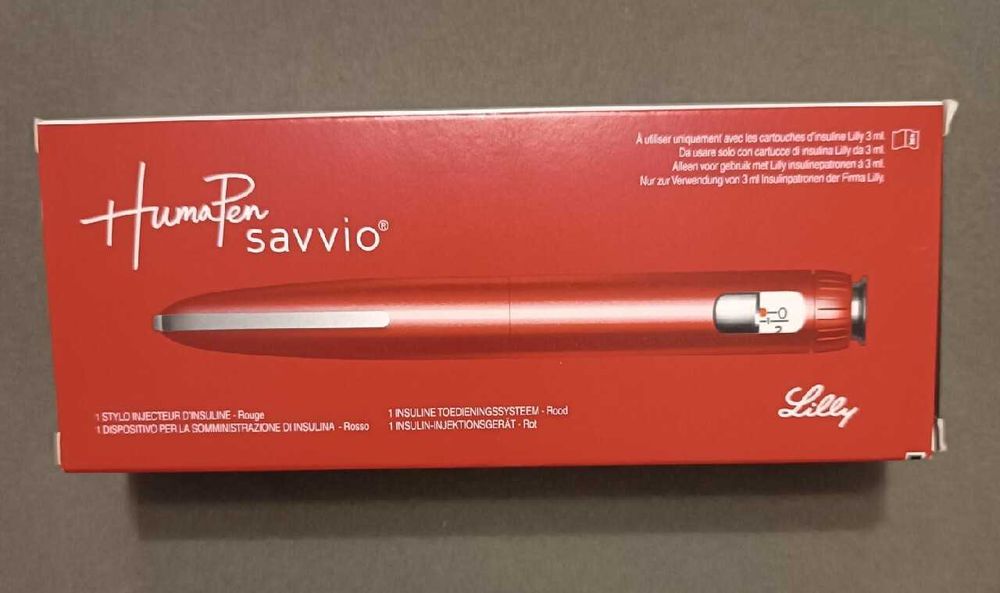 À utiliser uniquement avec les cartouches d'insuline Lilly 3 ml.
Da usare solo con cartucce di insulina Lilly da 3 ml.
Alleen voor gebruik met Lilly insulinepatronen à 3 ml.
Nur zur Verwendung von 3 ml Insulinpatronen der Firma Lilly.
HumaPen
savvio®
0
1
2
1 STYLO INJECTEUR D'INSULINE - Rouge
1 DISPOSITIVO PER LA SOMMINISTRAZIONE DI INSULINA - Rosso
1 INSULINE TOEDIENINGSSYSTEEM - Rood
1 INSULIN-INJEKTIONSGERÄT - Rot
Lilly